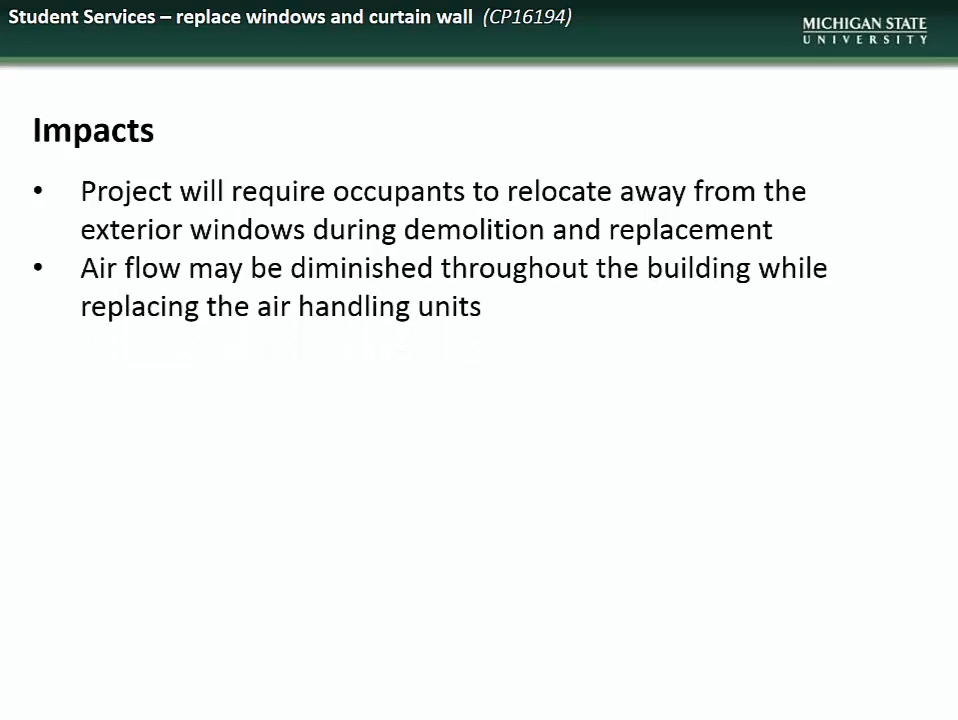 Student Services – replace windows and curtain wall (CP16194)
MICHIGAN STATE
UNIVERSITY
Impacts
• Project will require occupants to relocate away from the
exterior windows during demolition and replacement
• Air flow may be diminished throughout the building while
replacing the air handling units